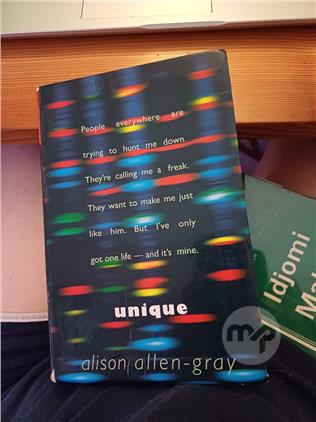 People everywhere are
trying to hunt me down.
They're calling me a freak.
They want to make me just
like him. But I've only
got one life — and it's mine.
unique
alison allen-gray
Idjomi